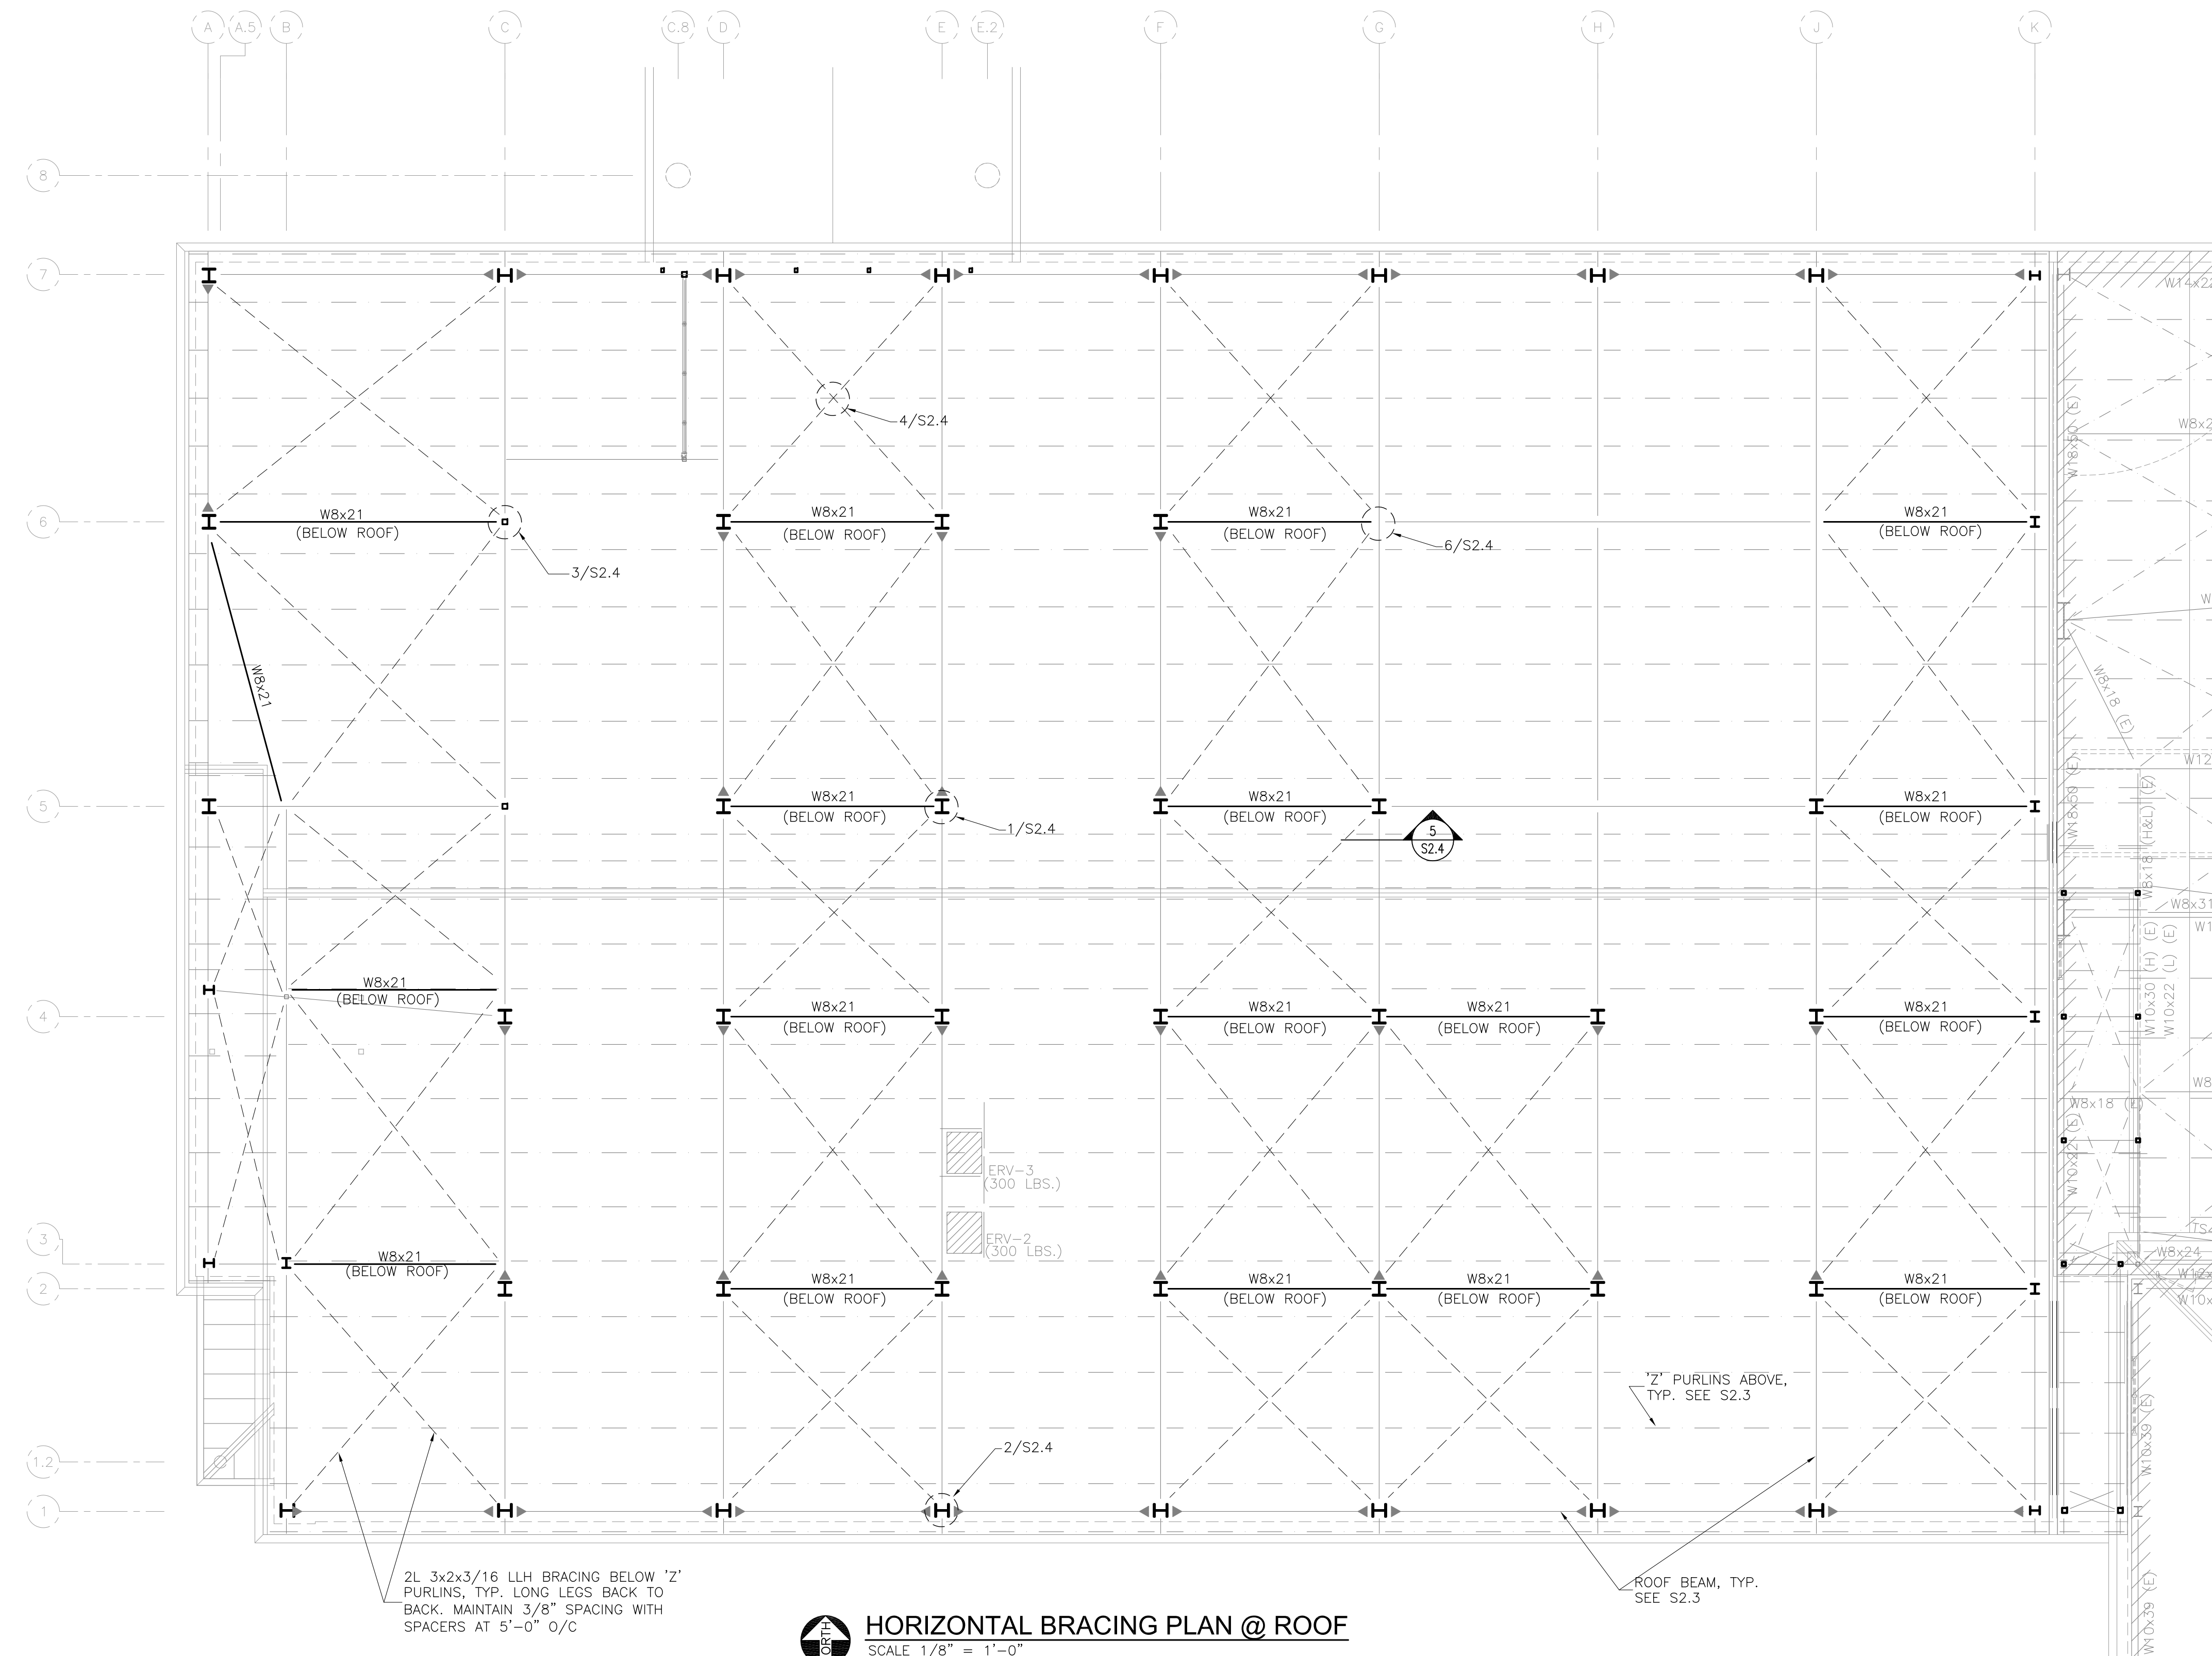 A
A.5
B
C
C.8
D
E
E.2
F
G
H
J
K
8
7
W18x50 (E)
4/S2.4
6
W8x21
(BELOW ROOF)
W8x21
(BELOW ROOF)
W8x21
(BELOW ROOF)
W8x21
(BELOW ROOF)
3/S2.4
6/S2.4
W8x21
W8x18 (E)
5
W8x21
(BELOW ROOF)
W8x21
(BELOW ROOF)
W8x21
(BELOW ROOF)
1/S2.4
5
S2.4
W18x50 (E)
W8x18 (H&L) (E)
W8x31
W8x21
(BELOW ROOF)
4
W8x21
(BELOW ROOF)
W8x21
(BELOW ROOF)
W8x21
(BELOW ROOF)
W8x21
(BELOW ROOF)
W10x30 (H) (E)
W10x22 (L) (E)
W8x18 (E)
W10x22 (E)
ERV-3
(300 LBS.)
ERV-2
(300 LBS.)
3
W8x21
(BELOW ROOF)
W8x24
2
W8x21
(BELOW ROOF)
W8x21
(BELOW ROOF)
W8x21
(BELOW ROOF)
W8x21
(BELOW ROOF)
'Z' PURLINS ABOVE,
TYP. SEE S2.3
W10x39 (E)
1.2
2/S2.4
1
2L 3x2x3/16 LLH BRACING BELOW 'Z'
PURLINS, TYP. LONG LEGS BACK TO
BACK. MAINTAIN 3/8" SPACING WITH
SPACERS AT 5'-0" O/C
ROOF BEAM, TYP.
SEE S2.3
W10x39 (E)
HORIZONTAL BRACING PLAN @ ROOF
SCALE 1/8" = 1'-0"